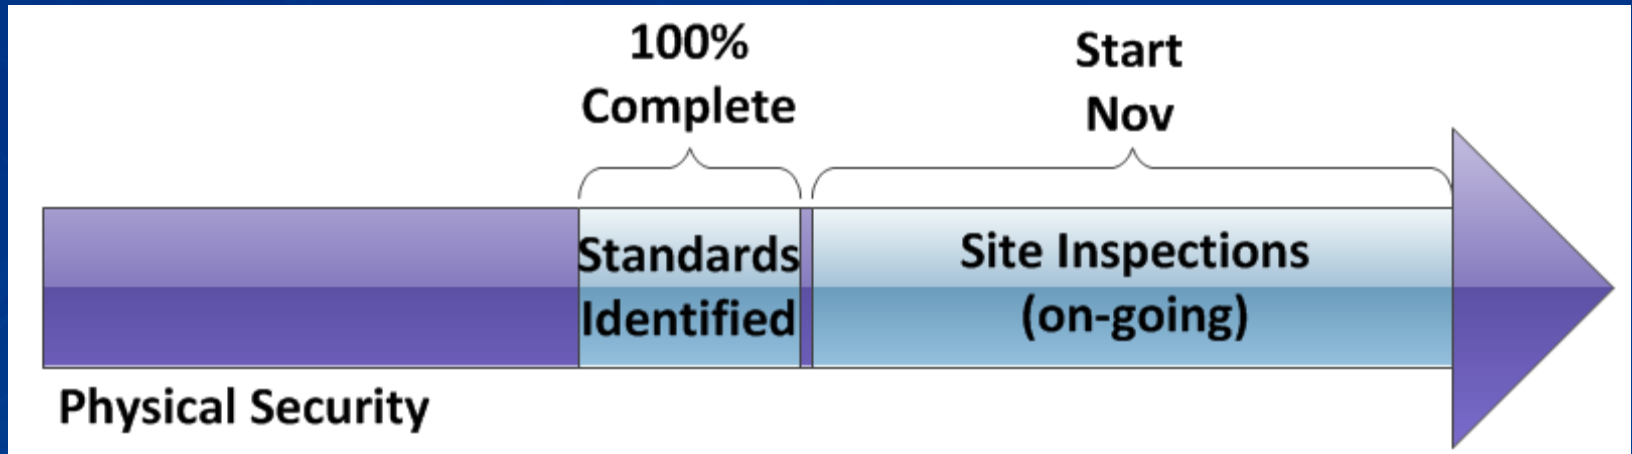 100%
Complete
Start
Nov
Standards
Identified
Site Inspections
(on-going)
Physical Security